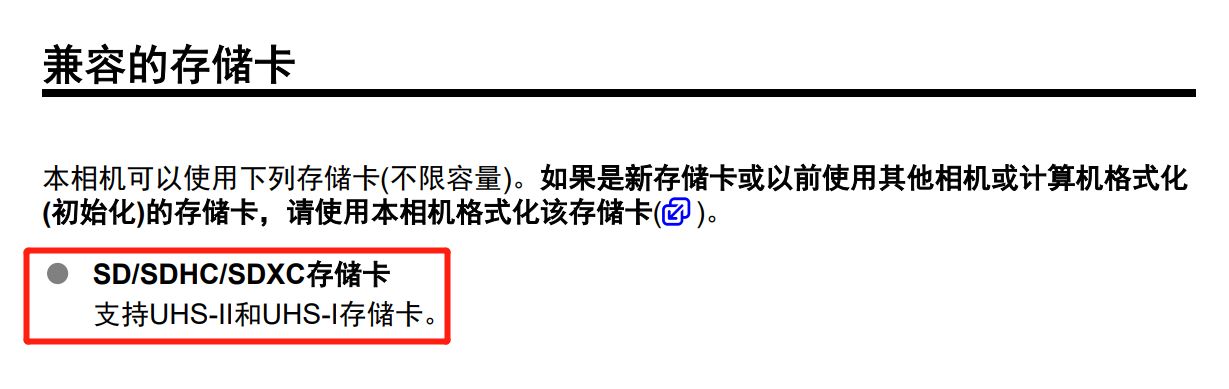 兼容的存储卡
本相机可以使用下列存储卡(不限容量)。如果是新存储卡或以前使用其他相机或计算机格式化
(初始化)的存储卡，请使用本相机格式化该存储卡( )。
● SD/SDHC/SDXC存储卡
支持UHS-II和UHS-I存储卡。